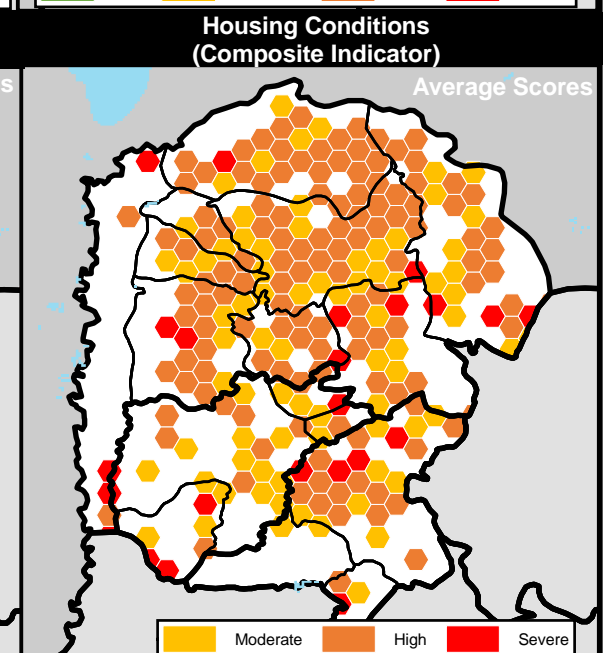 Housing Conditions
(Composite Indicator)
s
Average Scores
Moderate
High
Severe